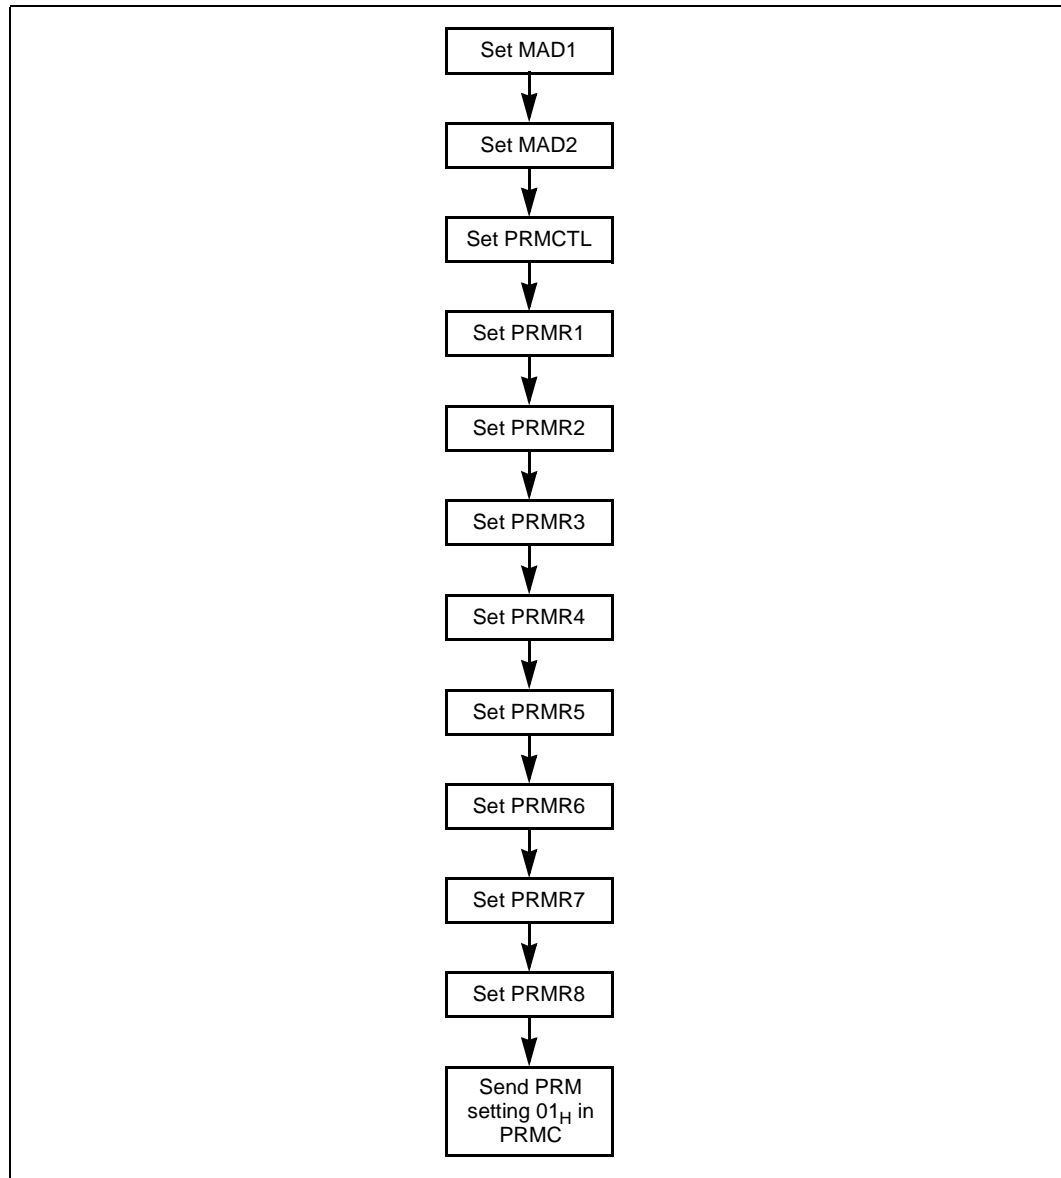 Set MAD1
Set MAD2
Set PRMCTL
Set PRMR1
Set PRMR2
Set PRMR3
Set PRMR4
Set PRMR5
Set PRMR6
Set PRMR7
Set PRMR8
Send PRM
setting 01H in
PRMC